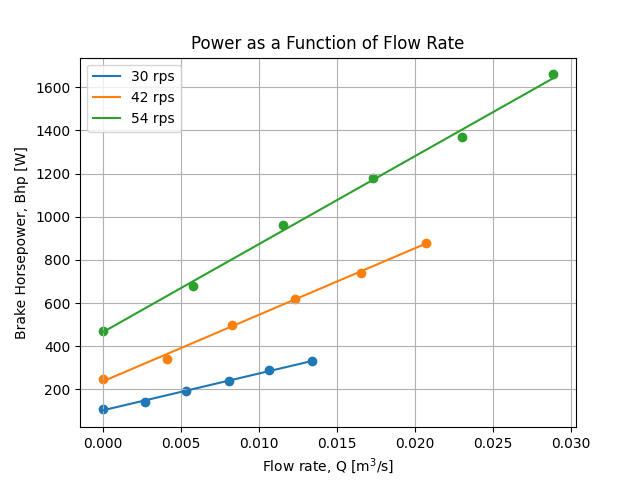 Power as a Function of Flow Rate
30 rps
42 rps
54 rps
Brake Horsepower, Bhp [W]
1600
1400
1200
1000
800
600
400
200
0.000 0.005 0.010 0.015 0.020 0.025 0.030
Flow rate, Q [m³/s]